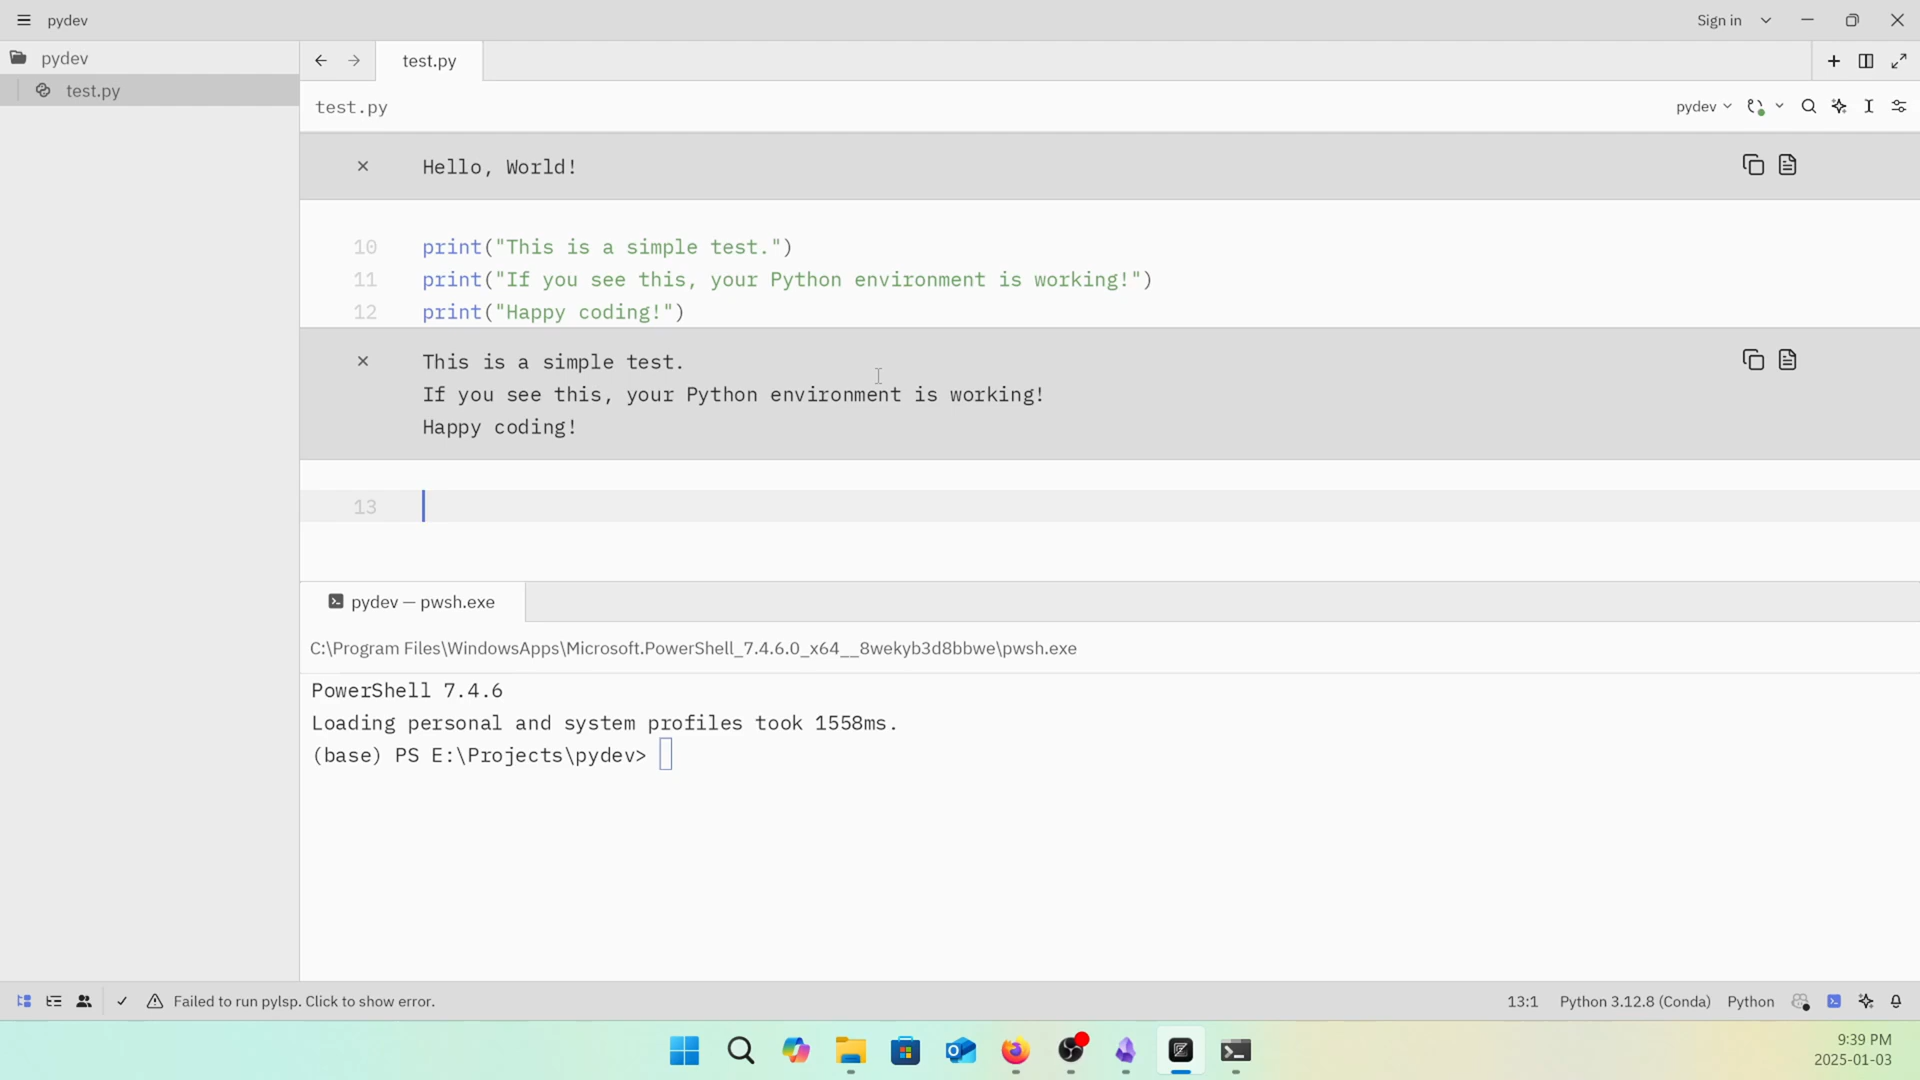 pydev
Sign in
pydev
test.py
test.py
test.py
pydev
Hello, World!
10 print("This is a simple test.")
11 print("If you see this, your Python environment is working!")
12 print("Happy coding!")
This is a simple test.
If you see this, your Python environment is working!
Happy coding!
13
pydev — pwsh.exe
C:\Program Files\WindowsApps\Microsoft.PowerShell_7.4.6.0_x64__8wekyb3d8bbwe\pwsh.exe
PowerShell 7.4.6
Loading personal and system profiles took 1558ms.
(base) PS E:\Projects\pydev>
Failed to run pylsp. Click to show error.
13:1 Python 3.12.8 (Conda) Python
9:39 PM
2025-01-03